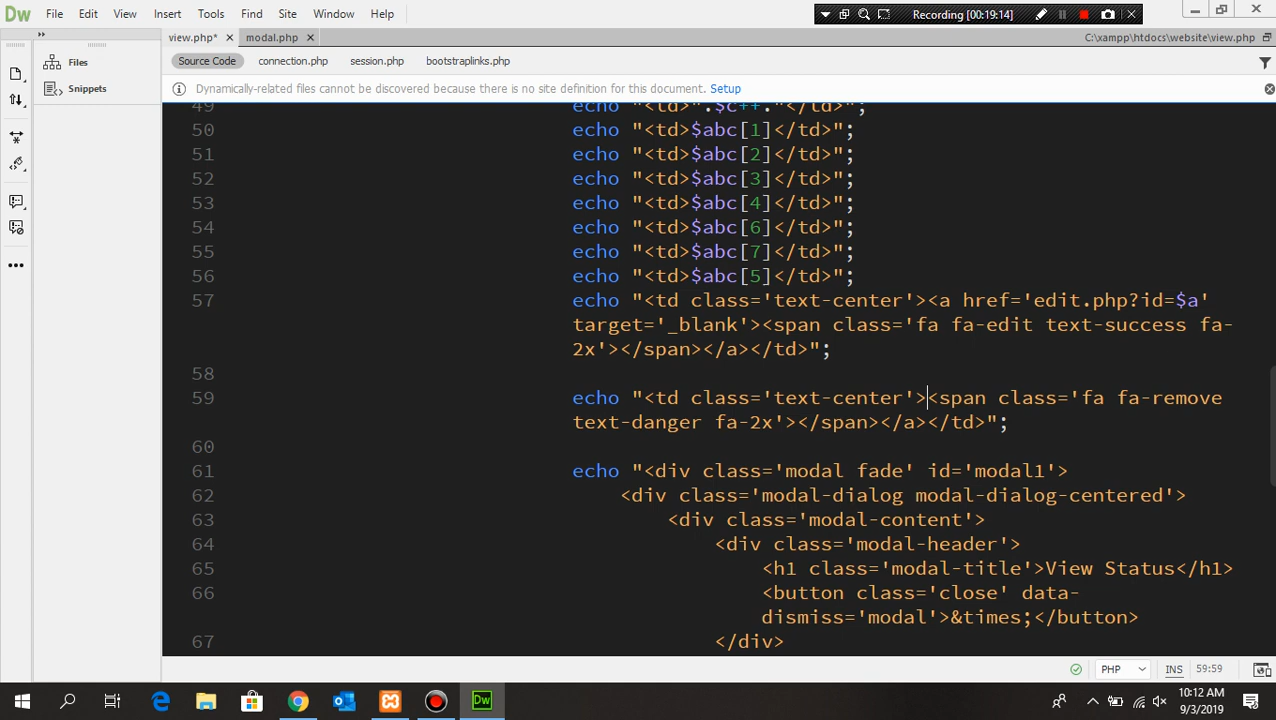 Dw File Edit View Insert Tools Find Site Window Help
Recording [00:19:14]
view.php* modal.php C:\xampp\htdocs\website\view.php
Files
Snippets
Source Code connection.php session.php bootstraplinks.php
Dynamically-related files cannot be discovered because there is no site definition for this document. Setup
49 echo "<td>".$c++."</td>";
50 echo "<td>$abc[1]</td>";
51 echo "<td>$abc[2]</td>";
52 echo "<td>$abc[3]</td>";
53 echo "<td>$abc[4]</td>";
54 echo "<td>$abc[6]</td>";
55 echo "<td>$abc[7]</td>";
56 echo "<td>$abc[5]</td>";
57 echo "<td class='text-center'><a href='edit.php?id=$a'
target='_blank'><span class='fa fa-edit text-success fa-
2x'></span></a></td>";
58
59 echo "<td class='text-center'><span class='fa fa-remove
text-danger fa-2x'></span></a></td>";
60
61 echo "<div class='modal fade' id='modal1'>
62 <div class='modal-dialog modal-dialog-centered'>
63 <div class='modal-content'>
64 <div class='modal-header'>
65 <h1 class='modal-title'>View Status</h1>
66 <button class='close' data-
dismiss='modal'>&times;</button>
67 </div>
PHP INS 59:59
Dw
10:12 AM
9/3/2019